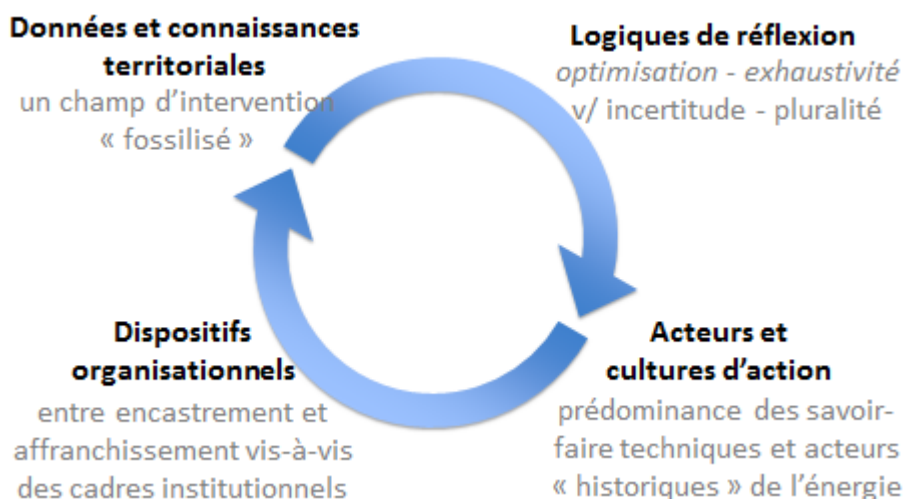 Données et connaissances
territoriales
un champ d'intervention
« fossilisé »
Logiques de réflexion
optimisation - exhaustivité
v/ incertitude - pluralité
Dispositifs
organisationnels
entre encastrement et
affranchissement vis-à-vis
des cadres institutionnels
Acteurs et
cultures d'action
prédominance des savoir-
faire techniques et acteurs
« historiques » de l'énergie